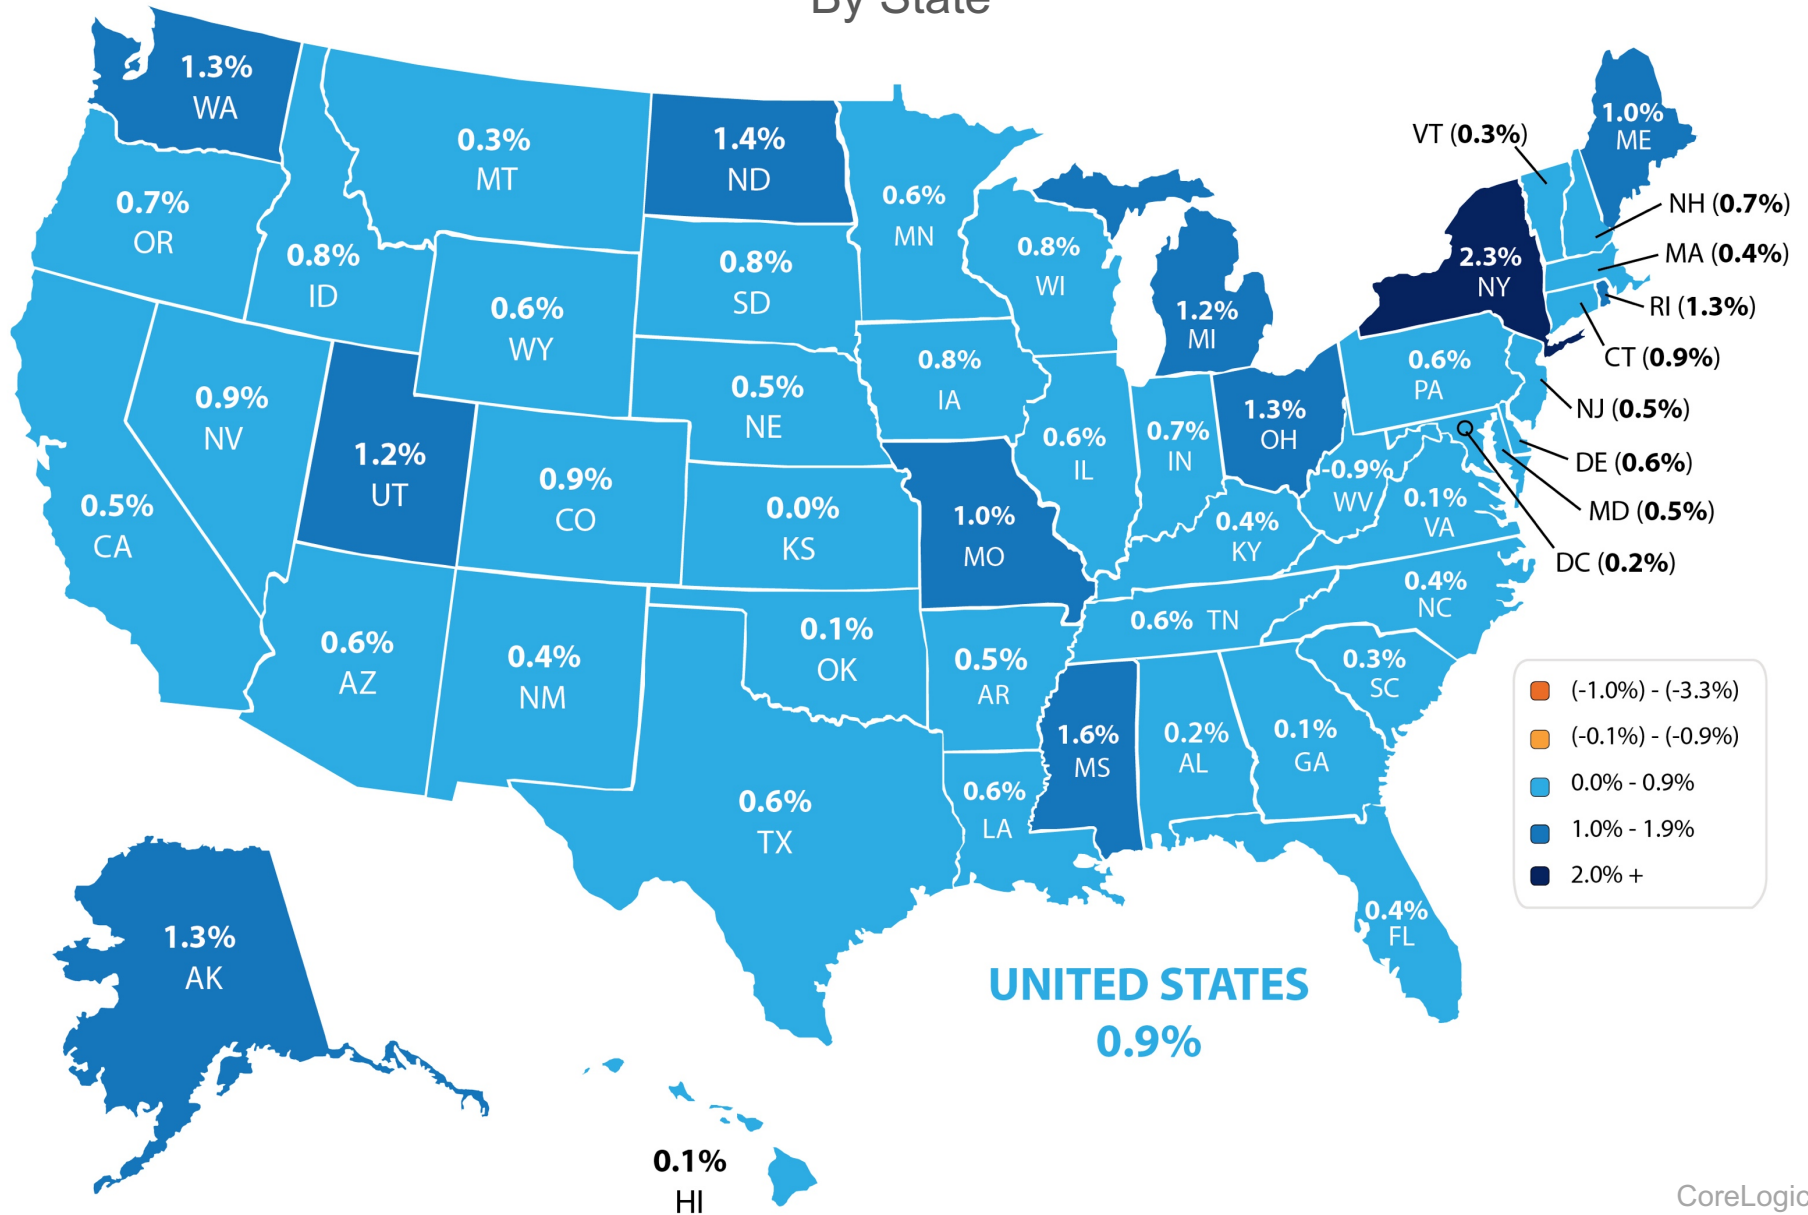 By State
1.3%
WA
0.7%
OR
0.8%
ID
0.3%
MT
1.4%
ND
0.6%
MN
0.8%
WI
1.2%
MI
0.6%
WY
0.8%
SD
0.8%
IA
0.5%
NE
0.9%
NV
1.2%
UT
0.9%
CO
0.5%
CA
0.0%
KS
1.0%
MO
0.6%
IL
0.7%
IN
1.3%
OH
0.6%
PA
2.3%
NY
1.0%
ME
VT (0.3%)
NH (0.7%)
MA (0.4%)
RI (1.3%)
CT (0.9%)
NJ (0.5%)
DE (0.6%)
MD (0.5%)
DC (0.2%)
-0.9%
WV
0.1%
VA
0.4%
KY
0.4%
NC
0.6% TN
0.3%
SC
0.6%
AZ
0.4%
NM
0.1%
OK
0.5%
AR
1.6%
MS
0.2%
AL
0.1%
GA
0.6%
TX
0.6%
LA
0.4%
FL
1.3%
AK
0.1%
HI
UNITED STATES
0.9%
(-1.0%) - (-3.3%)
(-0.1%) - (-0.9%)
0.0% - 0.9%
1.0% - 1.9%
2.0% +
CoreLogic